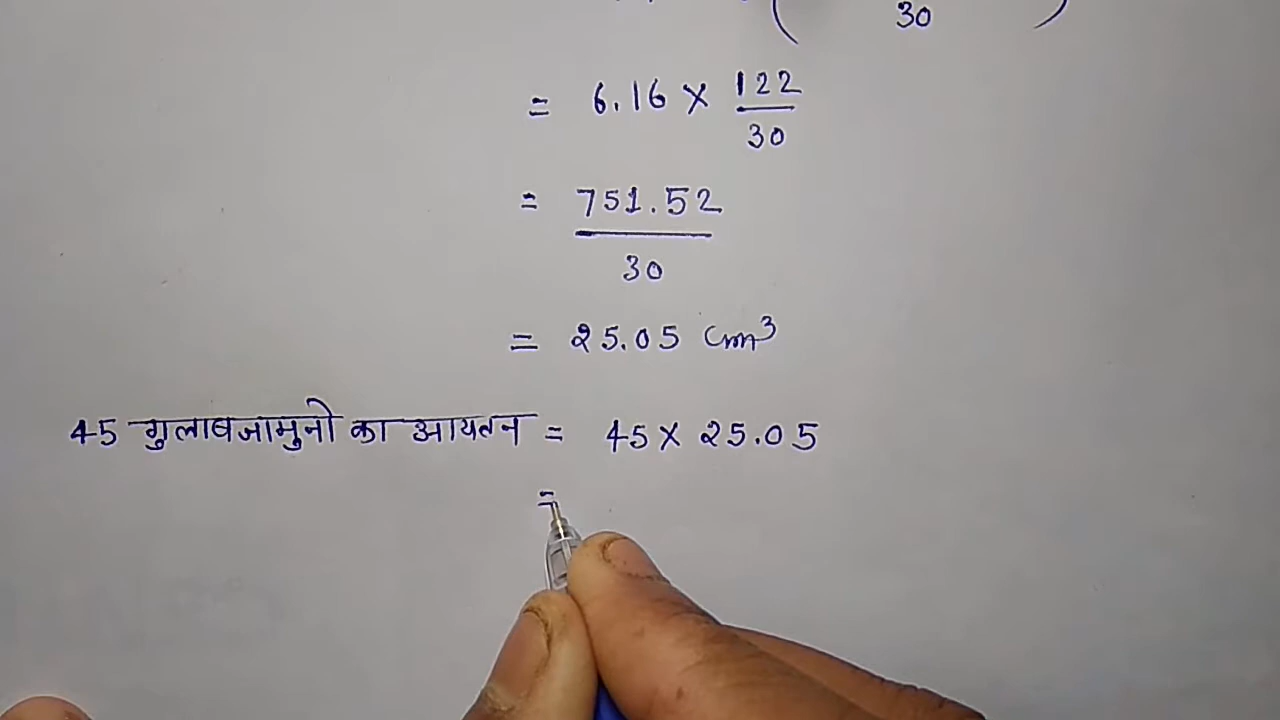 ( 30 )
= 6.16 × 122/30
= 751.52/30
= 25.05 cm³
45 गुलाबजामुनो का आयतन = 45 × 25.05
=